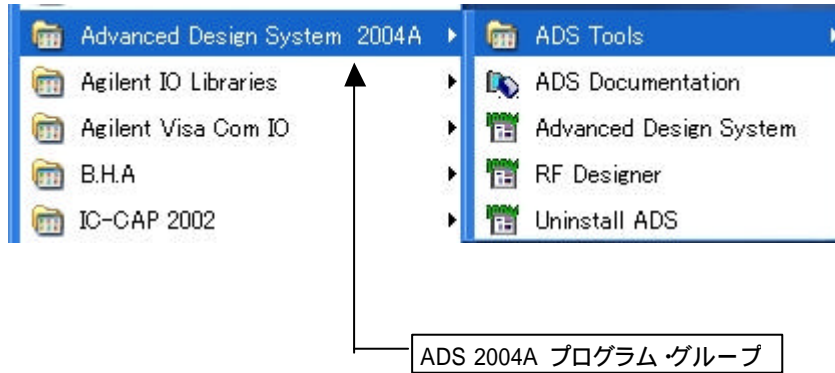 Advanced Design System 2004A
Agilent IO Libraries
Agilent Visa Com IO
B.H.A
IC-CAP 2002
ADS Tools
ADS Documentation
Advanced Design System
RF Designer
Uninstall ADS
ADS 2004A プログラム・グループ